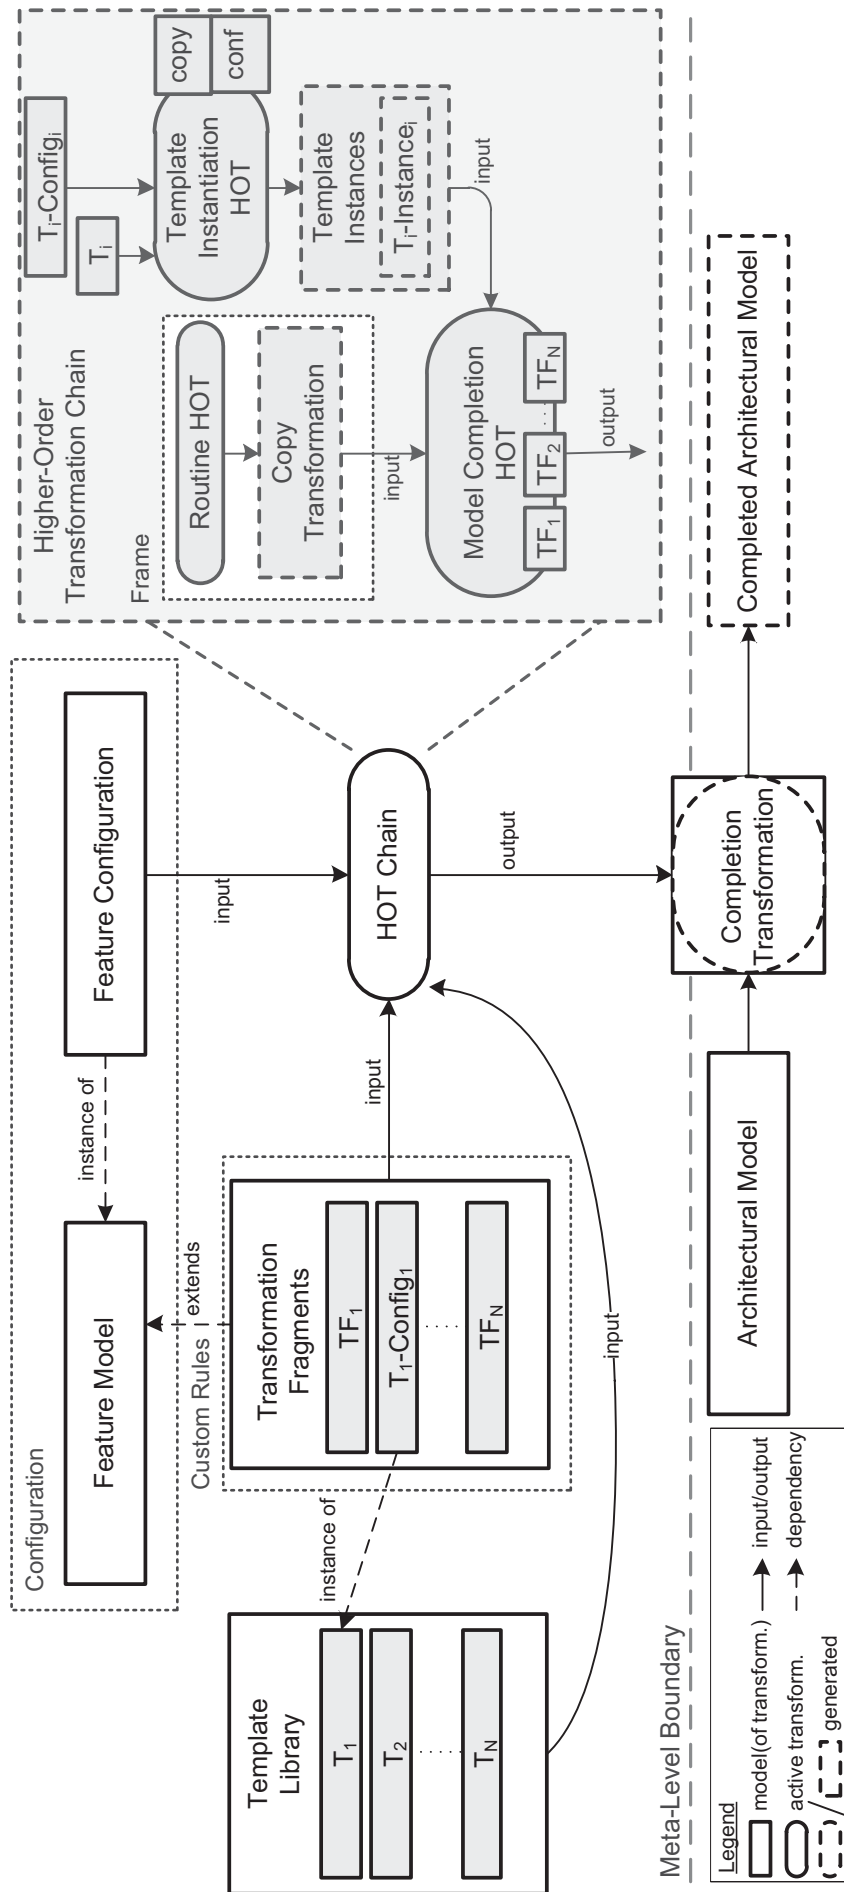 Configuration
Feature Model
instance of
Feature Configuration
extends
Custom Rules
Transformation
Fragments
TF1
T1-Config1
. . . . .
TFN
Template
Library
T1
T2
. . . . .
TN
instance of
input
input
input
HOT Chain
output
Higher-Order
Transformation Chain
Frame
Routine HOT
Copy
Transformation
input
Ti
Ti-Configi
Template
Instantiation
HOT
copy
conf
Template
Instances
Ti-Instancei
input
Model Completion
HOT
TF1
TF2
. . .
TFN
output
Meta-Level Boundary
Architectural Model
Completion
Transformation
Completed Architectural Model
Legend
model(of transform.)
input/output
active transform.
dependency
/
generated